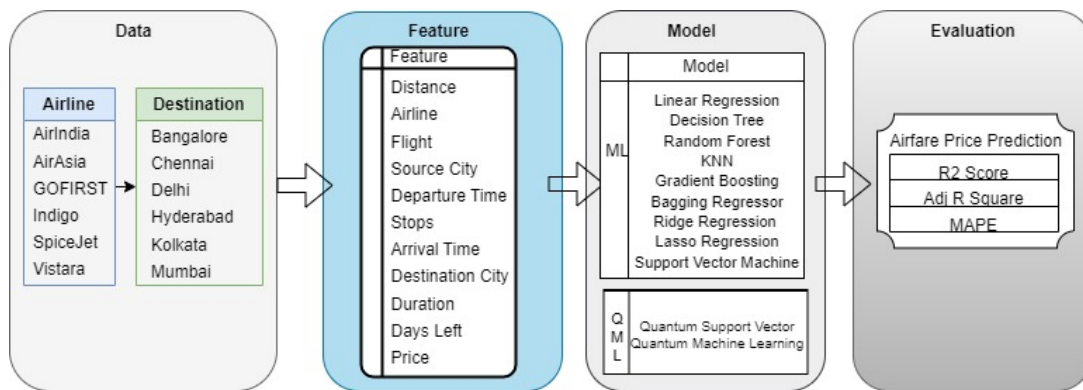 Data
Airline
AirIndia
AirAsia
GOFIRST
Indigo
SpiceJet
Vistara
Destination
Bangalore
Chennai
Delhi
Hyderabad
Kolkata
Mumbai
Feature
Feature
Distance
Airline
Flight
Source City
Departure Time
Stops
Arrival Time
Destination City
Duration
Days Left
Price
Model
Model
ML
Linear Regression
Decision Tree
Random Forest
KNN
Gradient Boosting
Bagging Regressor
Ridge Regression
Lasso Regression
Support Vector Machine
Q
M
L
Quantum Support Vector
Quantum Machine Learning
Evaluation
Airfare Price Prediction
R2 Score
Adj R Square
MAPE